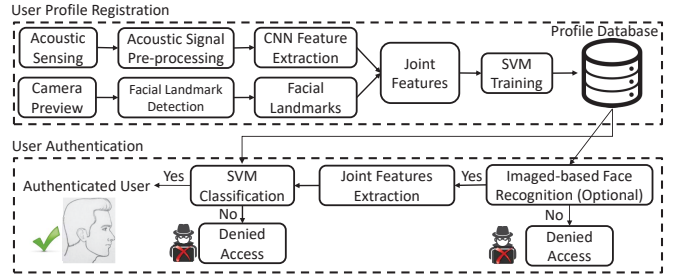 User Profile Registration
Acoustic
Sensing
Acoustic Signal
Pre-processing
CNN Feature
Extraction
Camera
Preview
Facial Landmark
Detection
Facial
Landmarks
Joint
Features
SVM
Training
Profile Database
User Authentication
Authenticated User
Yes
SVM
Classification
Joint Features
Extraction
Yes
Imaged-based Face
Recognition (Optional)
No
Denied
Access
No
Denied
Access